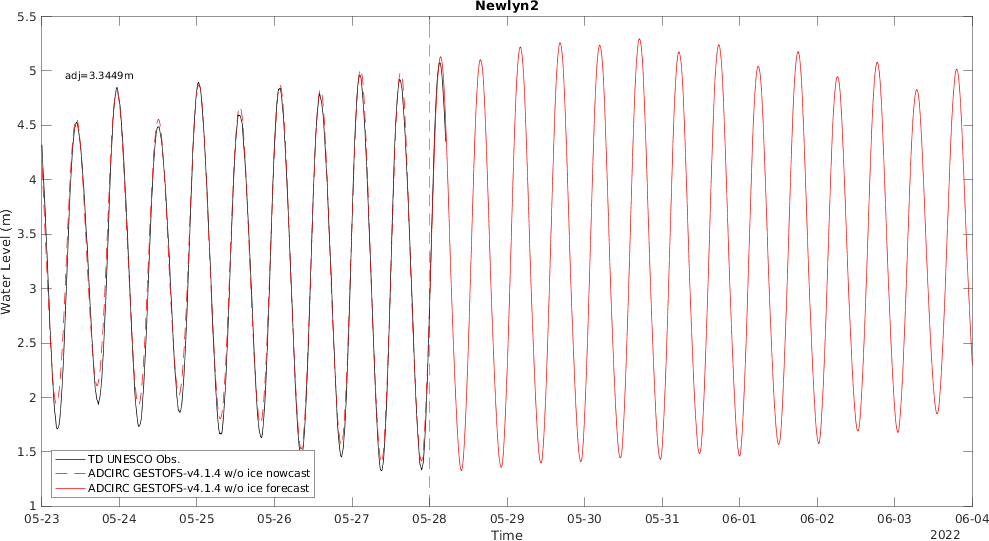 Newlyn2
5.5
5
4.5
4
3.5
3
2.5
2
1.5
1
Water Level (m)
adj=3.3449m
TD UNESCO Obs.
ADCIRC GESTOFS-v4.1.4 w/o ice nowcast
ADCIRC GESTOFS-v4.1.4 w/o ice forecast
05-23 05-24 05-25 05-26 05-27 05-28 05-29 05-30 05-31 06-01 06-02 06-03 06-04
Time
2022